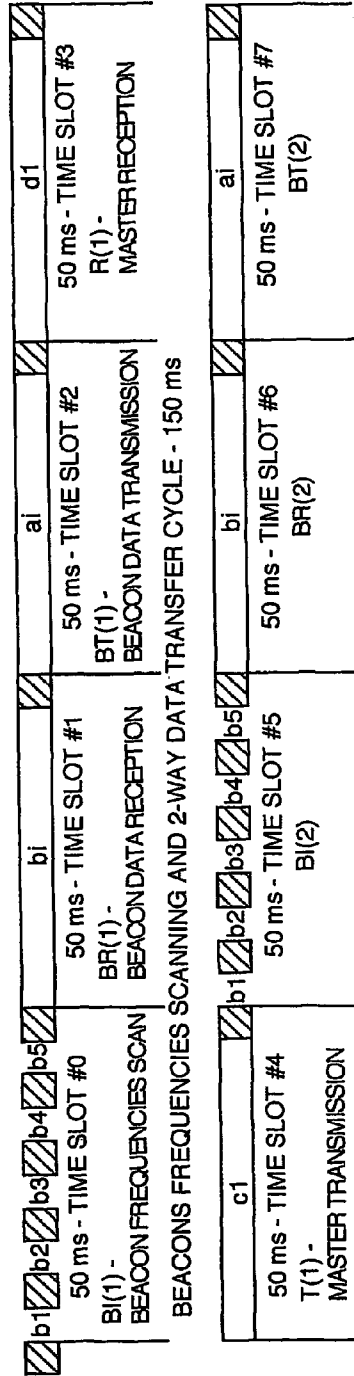 b1 b2 b3 b4 b5
bi
ai
d1
50 ms - TIME SLOT #0
50 ms - TIME SLOT #1
50 ms - TIME SLOT #2
50 ms - TIME SLOT #3
BI(1) -
BEACON FREQUENCIES SCAN
BR(1) -
BEACON DATA RECEPTION
BT(1) -
BEACON DATA TRANSMISSION
R(1) -
MASTER RECEPTION
BEACONS FREQUENCIES SCANNING AND 2-WAY DATA TRANSFER CYCLE - 150 ms
c1
b1 b2 b3 b4 b5
bi
ai
50 ms - TIME SLOT #4
50 ms - TIME SLOT #5
50 ms - TIME SLOT #6
50 ms - TIME SLOT #7
T(1) -
MASTER TRANSMISSION
BI(2)
BR(2)
BT(2)